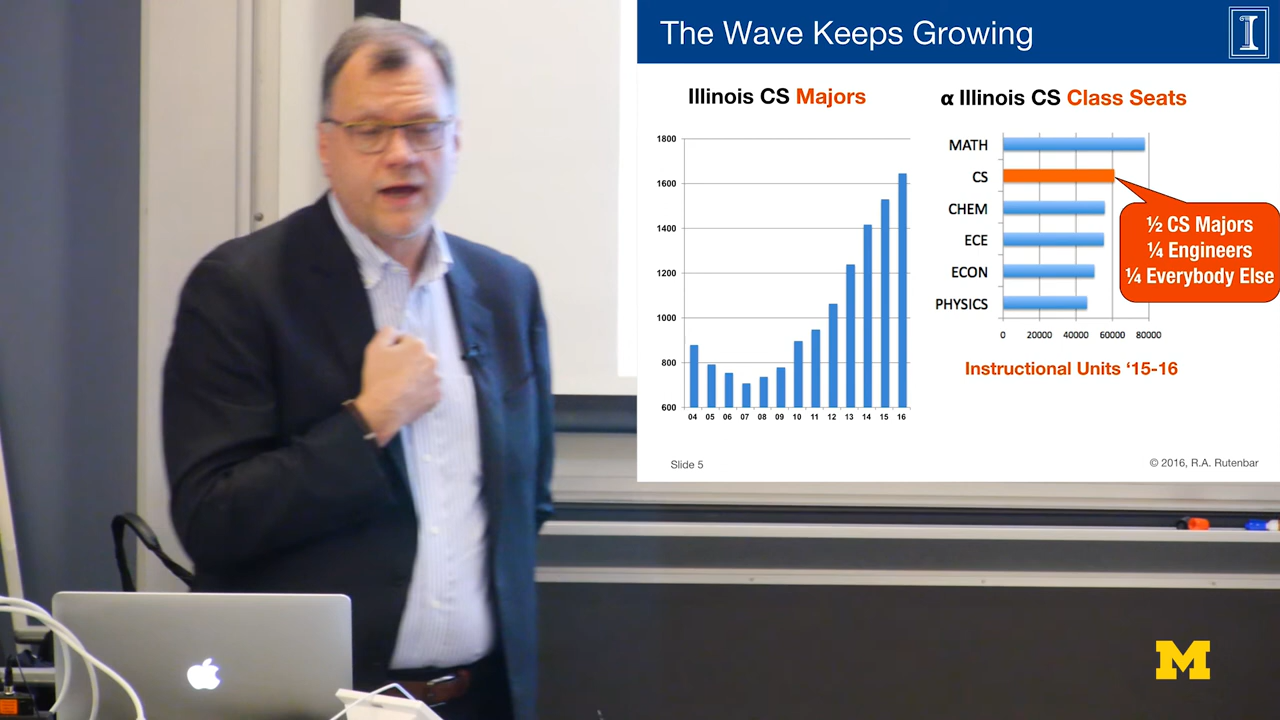 The Wave Keeps Growing
I
Illinois CS Majors
1800
1600
1400
1200
1000
800
600
04 05 06 07 08 09 10 11 12 13 14 15 16
α Illinois CS Class Seats
MATH
CS
CHEM
ECE
ECON
PHYSICS
0 20000 40000 60000 80000
½ CS Majors
¼ Engineers
¼ Everybody Else
Instructional Units ‘15-16
Slide 5
© 2016, R.A. Rutenbar
M